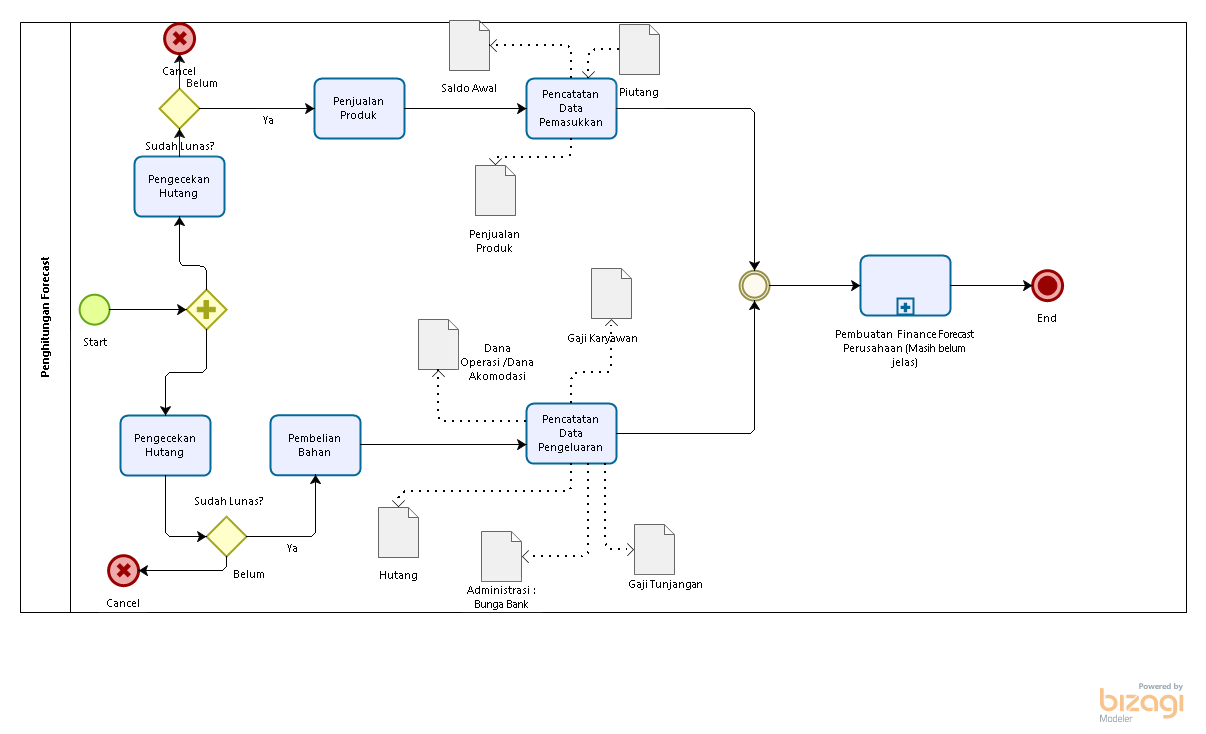 Penghitungan Forecast
Cancel
Belum
Sudah Lunas?
Ya
Pengecekan
Hutang
Penjualan
Produk
Saldo Awal
Pencatatan
Data
Pemasukkan
Piutang
Penjualan
Produk
Start
Gaji Karyawan
Dana
Operasi /Dana
Akomodasi
Pembuatan Finance Forecast
Perusahaan (Masih belum
jelas)
End
Pengecekan
Hutang
Pembelian
Bahan
Pencatatan
Data
Pengeluaran
Sudah Lunas?
Ya
Belum
Cancel
Hutang
Administrasi :
Bunga Bank
Gaji Tunjangan
Powered by
bizagi
Modeler